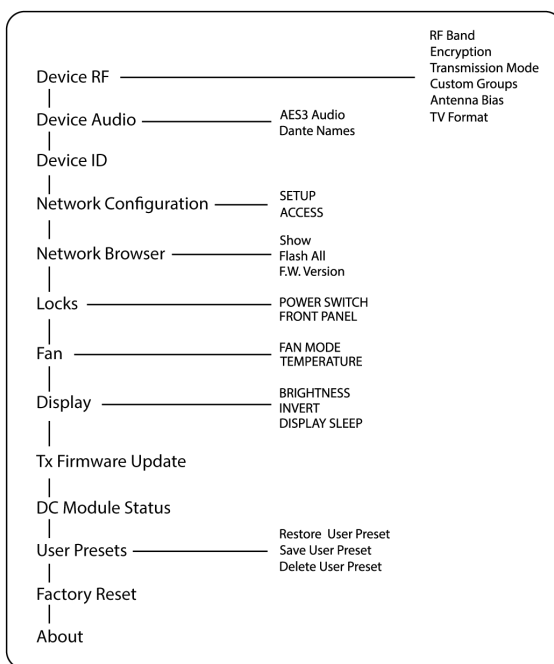 Device RF
RF Band
Encryption
Transmission Mode
Custom Groups
Antenna Bias
TV Format
Device Audio
AES3 Audio
Dante Names
Device ID
Network Configuration
SETUP
ACCESS
Network Browser
Show
Flash All
F.W. Version
Locks
POWER SWITCH
FRONT PANEL
Fan
FAN MODE
TEMPERATURE
Display
BRIGHTNESS
INVERT
DISPLAY SLEEP
Tx Firmware Update
DC Module Status
User Presets
Restore User Preset
Save User Preset
Delete User Preset
Factory Reset
About